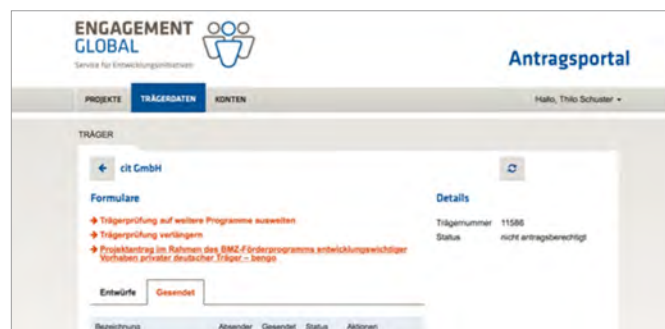 ENGAGEMENT
GLOBAL
Service für Entwicklungsinitiativen
Antragsportal
PROJEKTE TRÄGERDATEN KONTEN Hallo, Thilo Schuster
TRÄGER
cit GmbH
Formulare Details
Trägerprüfung auf weitere Programme ausweiten Trägernummer 11586
Trägerprüfung verlängern Status nicht antragsberechtigt
Projektantrag im Rahmen des BMZ-Förderprogramms entwicklungswichtiger
Vorhaben privater deutscher Träger – bengo
Entwürfe Gesendet
Bezeichnung Absender Gesendet Status Aktionen